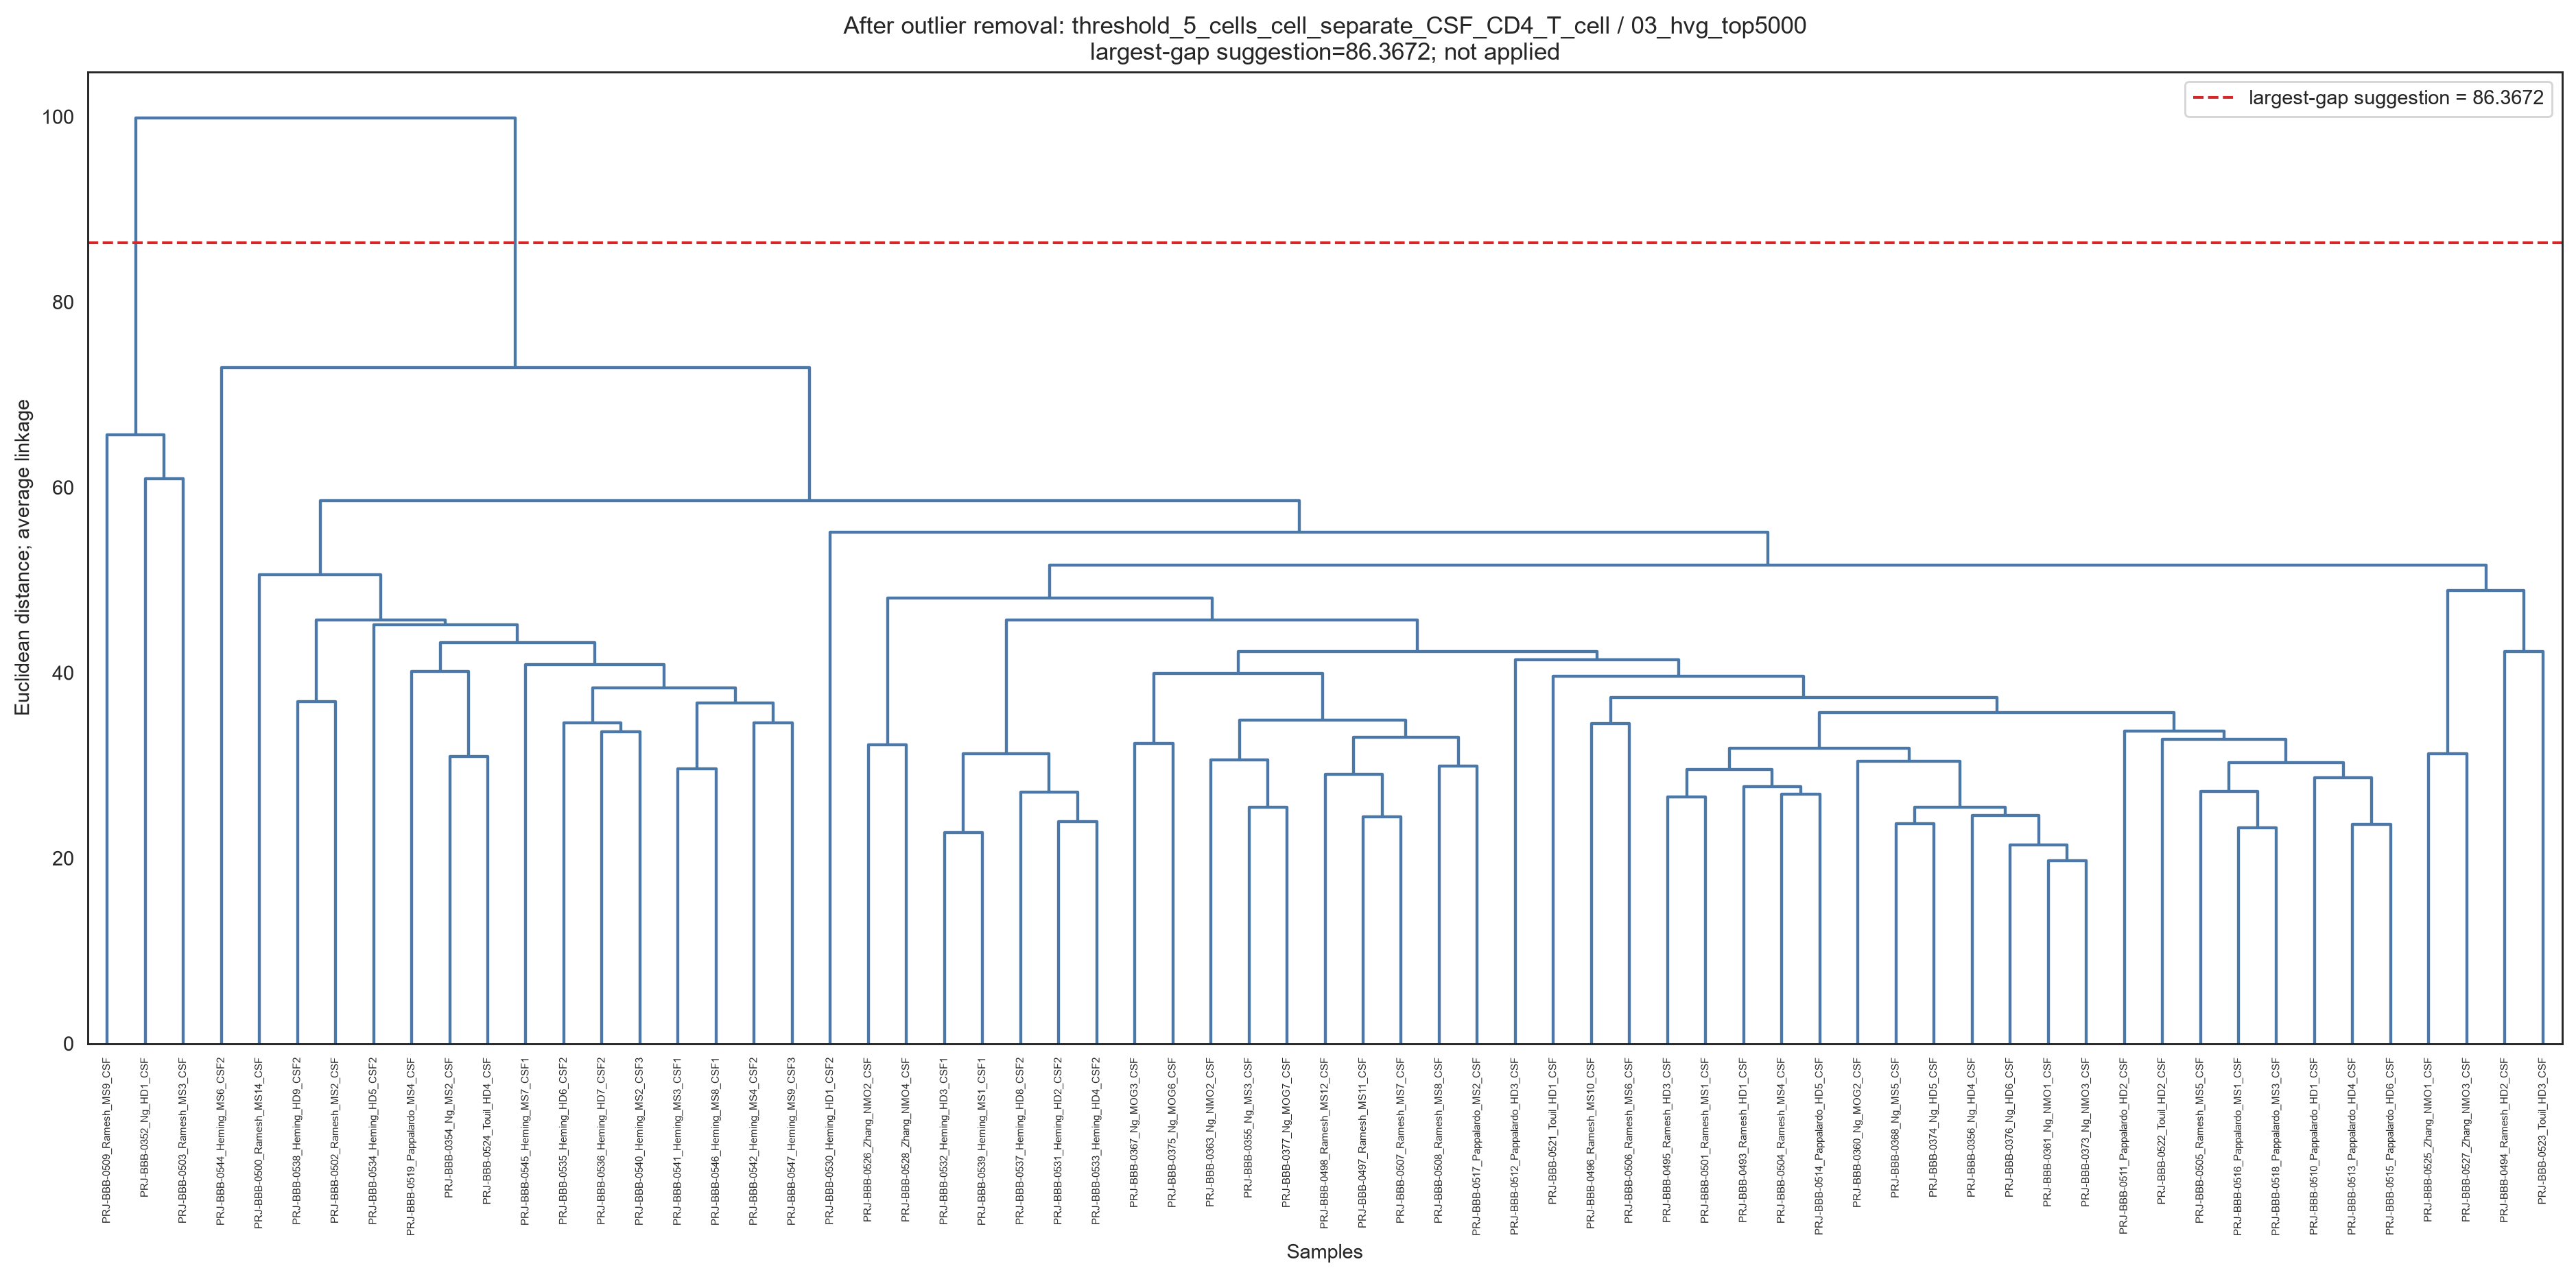 After outlier removal: threshold_5_cells_cell_separate_CSF_CD4_T_cell / 03_hvg_top5000
largest-gap suggestion=86.3672; not applied
largest-gap suggestion = 86.3672
Euclidean distance; average linkage
100
80
60
40
20
0
PRJ-BBB-0509_Ramesh_MS9_CSF
PRJ-BBB-0352_Ng_HD1_CSF
PRJ-BBB-0503_Ramesh_MS3_CSF
PRJ-BBB-0544_Heming_MS6_CSF2
PRJ-BBB-0500_Ramesh_MS14_CSF
PRJ-BBB-0538_Heming_HD9_CSF2
PRJ-BBB-0502_Ramesh_MS2_CSF
PRJ-BBB-0534_Heming_HD5_CSF2
PRJ-BBB-0519_Pappalardo_MS4_CSF
PRJ-BBB-0354_Ng_MS2_CSF
PRJ-BBB-0524_Touil_HD4_CSF
PRJ-BBB-0545_Heming_MS7_CSF1
PRJ-BBB-0535_Heming_HD6_CSF2
PRJ-BBB-0536_Heming_HD7_CSF2
PRJ-BBB-0540_Heming_MS2_CSF3
PRJ-BBB-0541_Heming_MS3_CSF1
PRJ-BBB-0546_Heming_MS8_CSF1
PRJ-BBB-0542_Heming_MS4_CSF2
PRJ-BBB-0547_Heming_MS9_CSF3
PRJ-BBB-0530_Heming_HD1_CSF2
PRJ-BBB-0526_Zhang_NMO2_CSF
PRJ-BBB-0528_Zhang_NMO4_CSF
PRJ-BBB-0532_Heming_HD3_CSF1
PRJ-BBB-0539_Heming_MS1_CSF1
PRJ-BBB-0537_Heming_HD8_CSF2
PRJ-BBB-0531_Heming_HD2_CSF2
PRJ-BBB-0533_Heming_HD4_CSF2
PRJ-BBB-0367_Ng_MOG3_CSF
PRJ-BBB-0375_Ng_MOG6_CSF
PRJ-BBB-0363_Ng_NMO2_CSF
PRJ-BBB-0355_Ng_MS3_CSF
PRJ-BBB-0377_Ng_MOG7_CSF
PRJ-BBB-0498_Ramesh_MS12_CSF
PRJ-BBB-0497_Ramesh_MS11_CSF
PRJ-BBB-0507_Ramesh_MS7_CSF
PRJ-BBB-0508_Ramesh_MS8_CSF
PRJ-BBB-0517_Pappalardo_MS2_CSF
PRJ-BBB-0512_Pappalardo_HD3_CSF
PRJ-BBB-0521_Touil_HD1_CSF
PRJ-BBB-0496_Ramesh_MS10_CSF
PRJ-BBB-0506_Ramesh_MS6_CSF
PRJ-BBB-0495_Ramesh_HD3_CSF
PRJ-BBB-0501_Ramesh_MS1_CSF
PRJ-BBB-0493_Ramesh_HD1_CSF
PRJ-BBB-0504_Ramesh_MS4_CSF
PRJ-BBB-0514_Pappalardo_HD5_CSF
PRJ-BBB-0360_Ng_MOG2_CSF
PRJ-BBB-0368_Ng_MS5_CSF
PRJ-BBB-0374_Ng_HD5_CSF
PRJ-BBB-0356_Ng_HD4_CSF
PRJ-BBB-0376_Ng_HD6_CSF
PRJ-BBB-0361_Ng_NMO1_CSF
PRJ-BBB-0373_Ng_NMO3_CSF
PRJ-BBB-0511_Pappalardo_HD2_CSF
PRJ-BBB-0522_Touil_HD2_CSF
PRJ-BBB-0505_Ramesh_MS5_CSF
PRJ-BBB-0516_Pappalardo_MS1_CSF
PRJ-BBB-0518_Pappalardo_MS3_CSF
PRJ-BBB-0510_Pappalardo_HD1_CSF
PRJ-BBB-0513_Pappalardo_HD4_CSF
PRJ-BBB-0515_Pappalardo_HD6_CSF
PRJ-BBB-0525_Zhang_NMO1_CSF
PRJ-BBB-0527_Zhang_NMO3_CSF
PRJ-BBB-0494_Ramesh_HD2_CSF
PRJ-BBB-0523_Touil_HD3_CSF
Samples